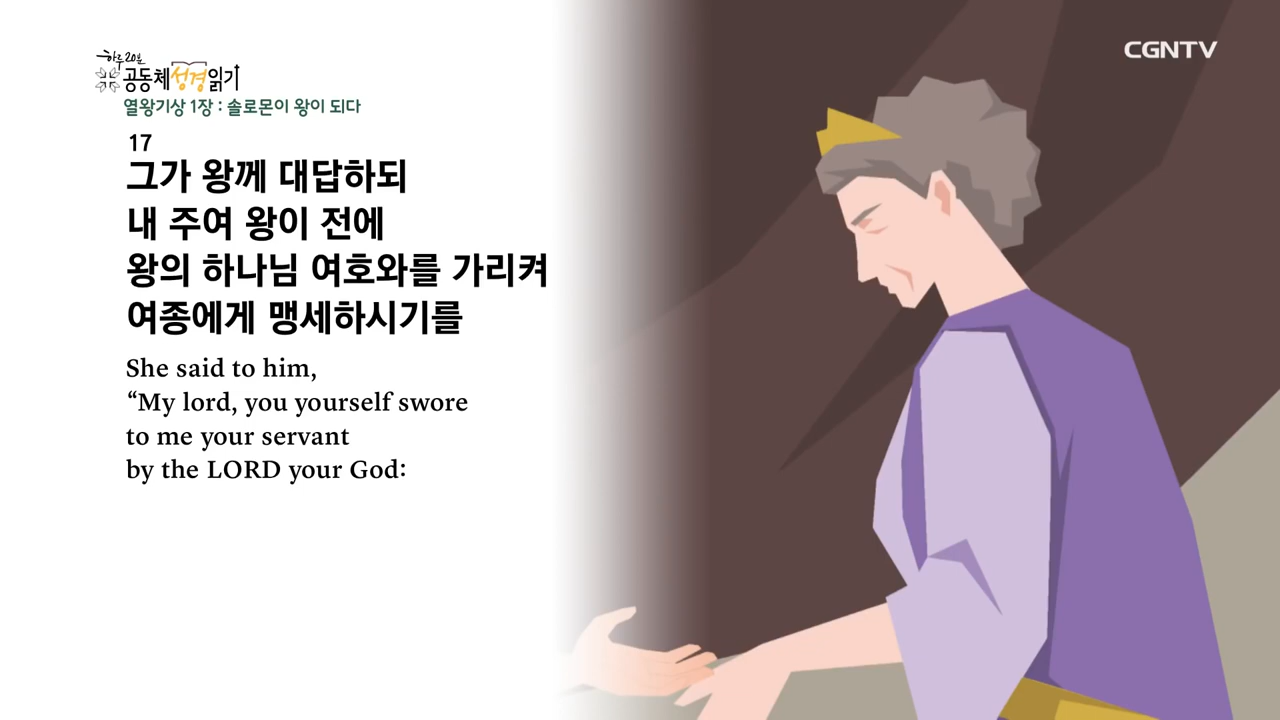 하루 20분
공동체성경읽기
CGNTV
열왕기상 1장 : 솔로몬이 왕이 되다
17
그가 왕께 대답하되
내 주여 왕이 전에
왕의 하나님 여호와를 가리켜
여종에게 맹세하시기를
She said to him,
“My lord, you yourself swore
to me your servant
by the LORD your God: